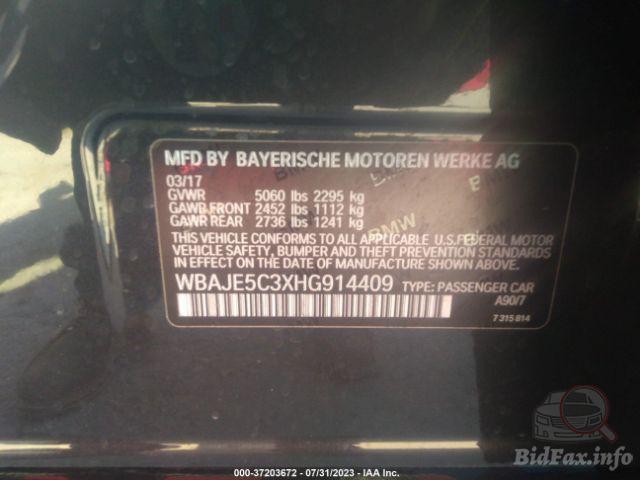 MFD BY BAYERISCHE MOTOREN WERKE AG
03/17
GVWR 5060 lbs 2295 kg
GAWR FRONT 2452 lbs 1112 kg
GAWR REAR 2736 lbs 1241 kg
THIS VEHICLE CONFORMS TO ALL APPLICABLE U.S.FEDERAL MOTOR
VEHICLE SAFETY, BUMPER AND THEFT PREVENTION STANDARDS
IN EFFECT ON THE DATE OF MANUFACTURE SHOWN ABOVE.
WBAJE5C3XHG914409 TYPE: PASSENGER CAR
A90/7
7 315 814
BMW
BidFax.info
000-37203672 - 07/31/2023 - IAA Inc.